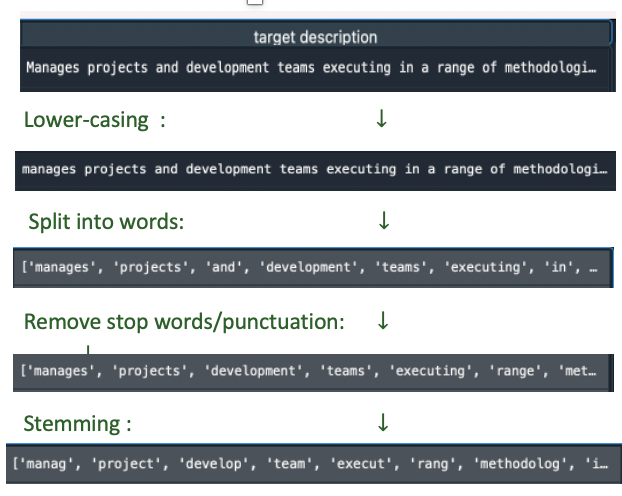 target description
Manages projects and development teams executing in a range of methodologi…
Lower-casing :
↓
manages projects and development teams executing in a range of methodologi…
Split into words:
↓
['manages', 'projects', 'and', 'development', 'teams', 'executing', 'in', …
Remove stop words/punctuation:
↓
['manages', 'projects', 'development', 'teams', 'executing', 'range', 'met…
Stemming :
↓
['manag', 'project', 'develop', 'team', 'execut', 'rang', 'methodolog', 'i…